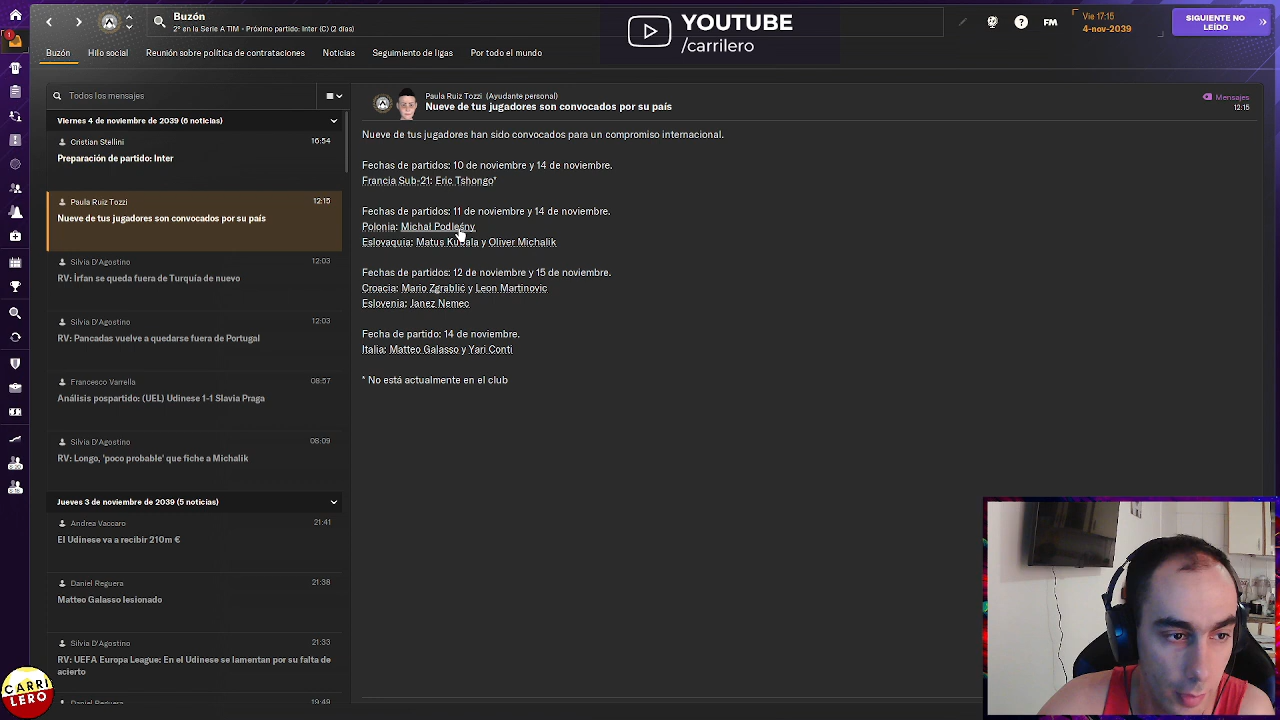 Buzón
2º en la Serie A TIM - Próximo partido: Inter (C) (2 días)
YOUTUBE
/carrilero
FM
Vie 17:15
4-nov-2039
SIGUIENTE NO LEÍDO
1
Buzón
Hilo social
Reunión sobre política de contrataciones
Noticias
Seguimiento de ligas
Por todo el mundo
Todos los mensajes
Viernes 4 de noviembre de 2039 (6 noticias)
Cristian Stellini 16:54
Preparación de partido: Inter
Paula Ruiz Tozzi 12:15
Nueve de tus jugadores son convocados por su país
Silvia D'Agostino 12:03
RV: İrfan se queda fuera de Turquía de nuevo
Silvia D'Agostino 12:03
RV: Pancadas vuelve a quedarse fuera de Portugal
Francesco Varrella 08:57
Análisis pospartido: (UEL) Udinese 1-1 Slavia Praga
Silvia D'Agostino 08:09
RV: Longo, 'poco probable' que fiche a Michalik
Jueves 3 de noviembre de 2039 (5 noticias)
Andrea Vaccaro 21:41
El Udinese va a recibir 210m €
Daniel Reguera 21:38
Matteo Galasso lesionado
Silvia D'Agostino 21:33
RV: UEFA Europa League: En el Udinese se lamentan por su falta de
acierto
Daniel Reguera 19:48
Paula Ruiz Tozzi (Ayudante personal)
Nueve de tus jugadores son convocados por su país
Mensajes
12:15
Nueve de tus jugadores han sido convocados para un compromiso internacional.
Fechas de partidos: 10 de noviembre y 14 de noviembre.
Francia Sub-21: Eric Tshongo*
Fechas de partidos: 11 de noviembre y 14 de noviembre.
Polonia: Michal Podleśny
Eslovaquia: y Oliver Michalik
Fechas de partidos: 12 de noviembre y 15 de noviembre.
Croacia: Mario Zgrablić y Leon Martinovic
Eslovenia: Janez Nemec
Fecha de partido: 14 de noviembre.
Italia: Matteo Galasso y Yari Conti
* No está actualmente en el club
CARRI
LERO